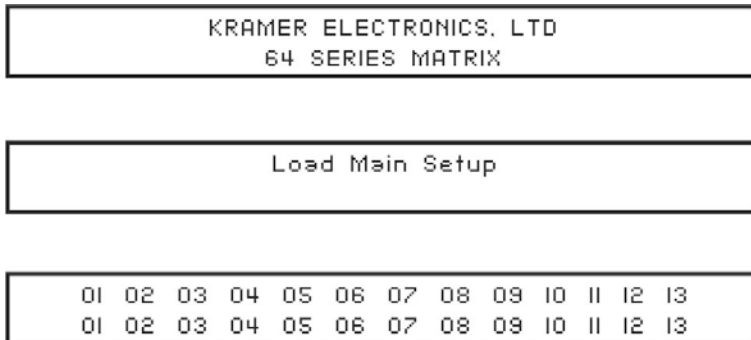 KRAMER ELECTRONICS, LTD
64 SERIES MATRIX
Load Main Setup
01 02 03 04 05 06 07 08 09 10 11 12 13
01 02 03 04 05 06 07 08 09 10 11 12 13